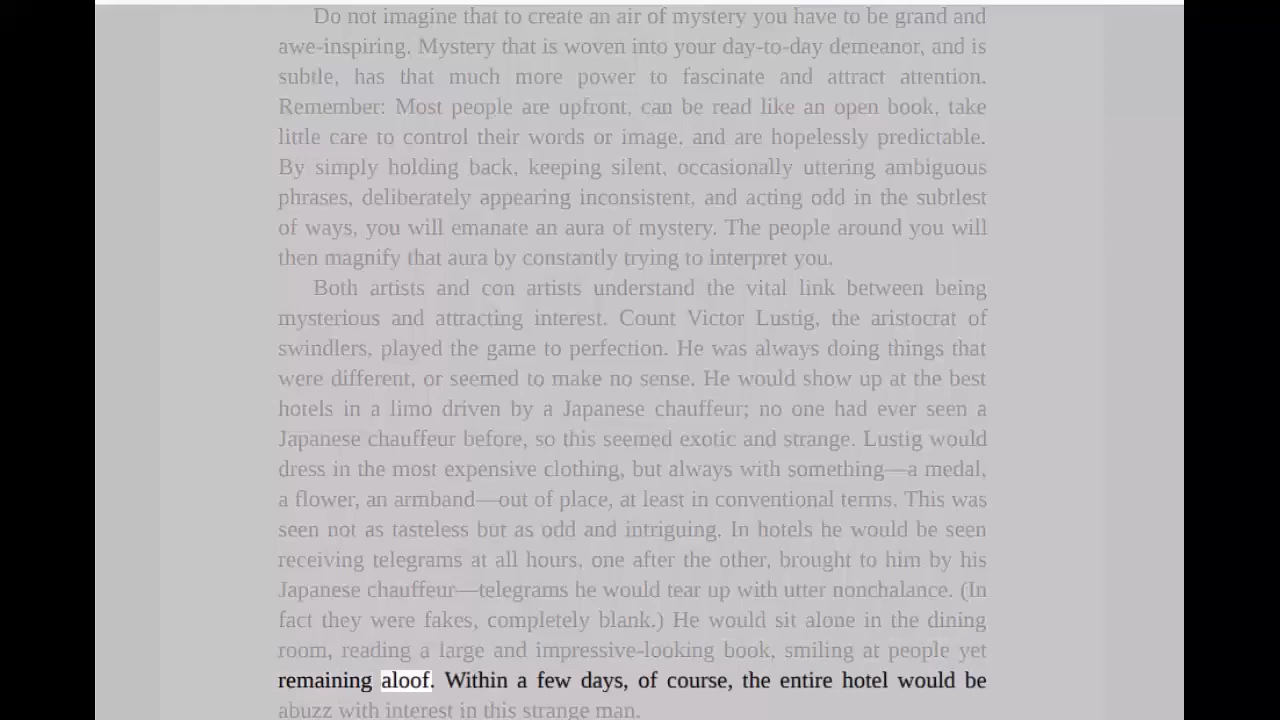 Do not imagine that to create an air of mystery you have to be grand and
awe-inspiring. Mystery that is woven into your day-to-day demeanor, and is
subtle, has that much more power to fascinate and attract attention.
Remember: Most people are upfront, can be read like an open book, take
little care to control their words or image, and are hopelessly predictable.
By simply holding back, keeping silent, occasionally uttering ambiguous
phrases, deliberately appearing inconsistent, and acting odd in the subtlest
of ways, you will emanate an aura of mystery. The people around you will
then magnify that aura by constantly trying to interpret you.
Both artists and con artists understand the vital link between being
mysterious and attracting interest. Count Victor Lustig, the aristocrat of
swindlers, played the game to perfection. He was always doing things that
were different, or seemed to make no sense. He would show up at the best
hotels in a limo driven by a Japanese chauffeur; no one had ever seen a
Japanese chauffeur before, so this seemed exotic and strange. Lustig would
dress in the most expensive clothing, but always with something—a medal,
a flower, an armband—out of place, at least in conventional terms. This was
seen not as tasteless but as odd and intriguing. In hotels he would be seen
receiving telegrams at all hours, one after the other, brought to him by his
Japanese chauffeur—telegrams he would tear up with utter nonchalance. (In
fact they were fakes, completely blank.) He would sit alone in the dining
room, reading a large and impressive-looking book, smiling at people yet
remaining aloof. Within a few days, of course, the entire hotel would be
abuzz with interest in this strange man.